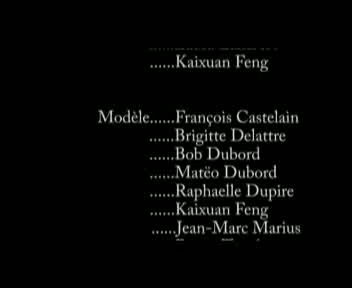 ......Kaixuan Feng
Modèle......François Castelain
......Brigitte Delattre
......Bob Dubord
......Matëo Dubord
......Raphaelle Dupire
......Kaixuan Feng
......Jean-Marc Marius